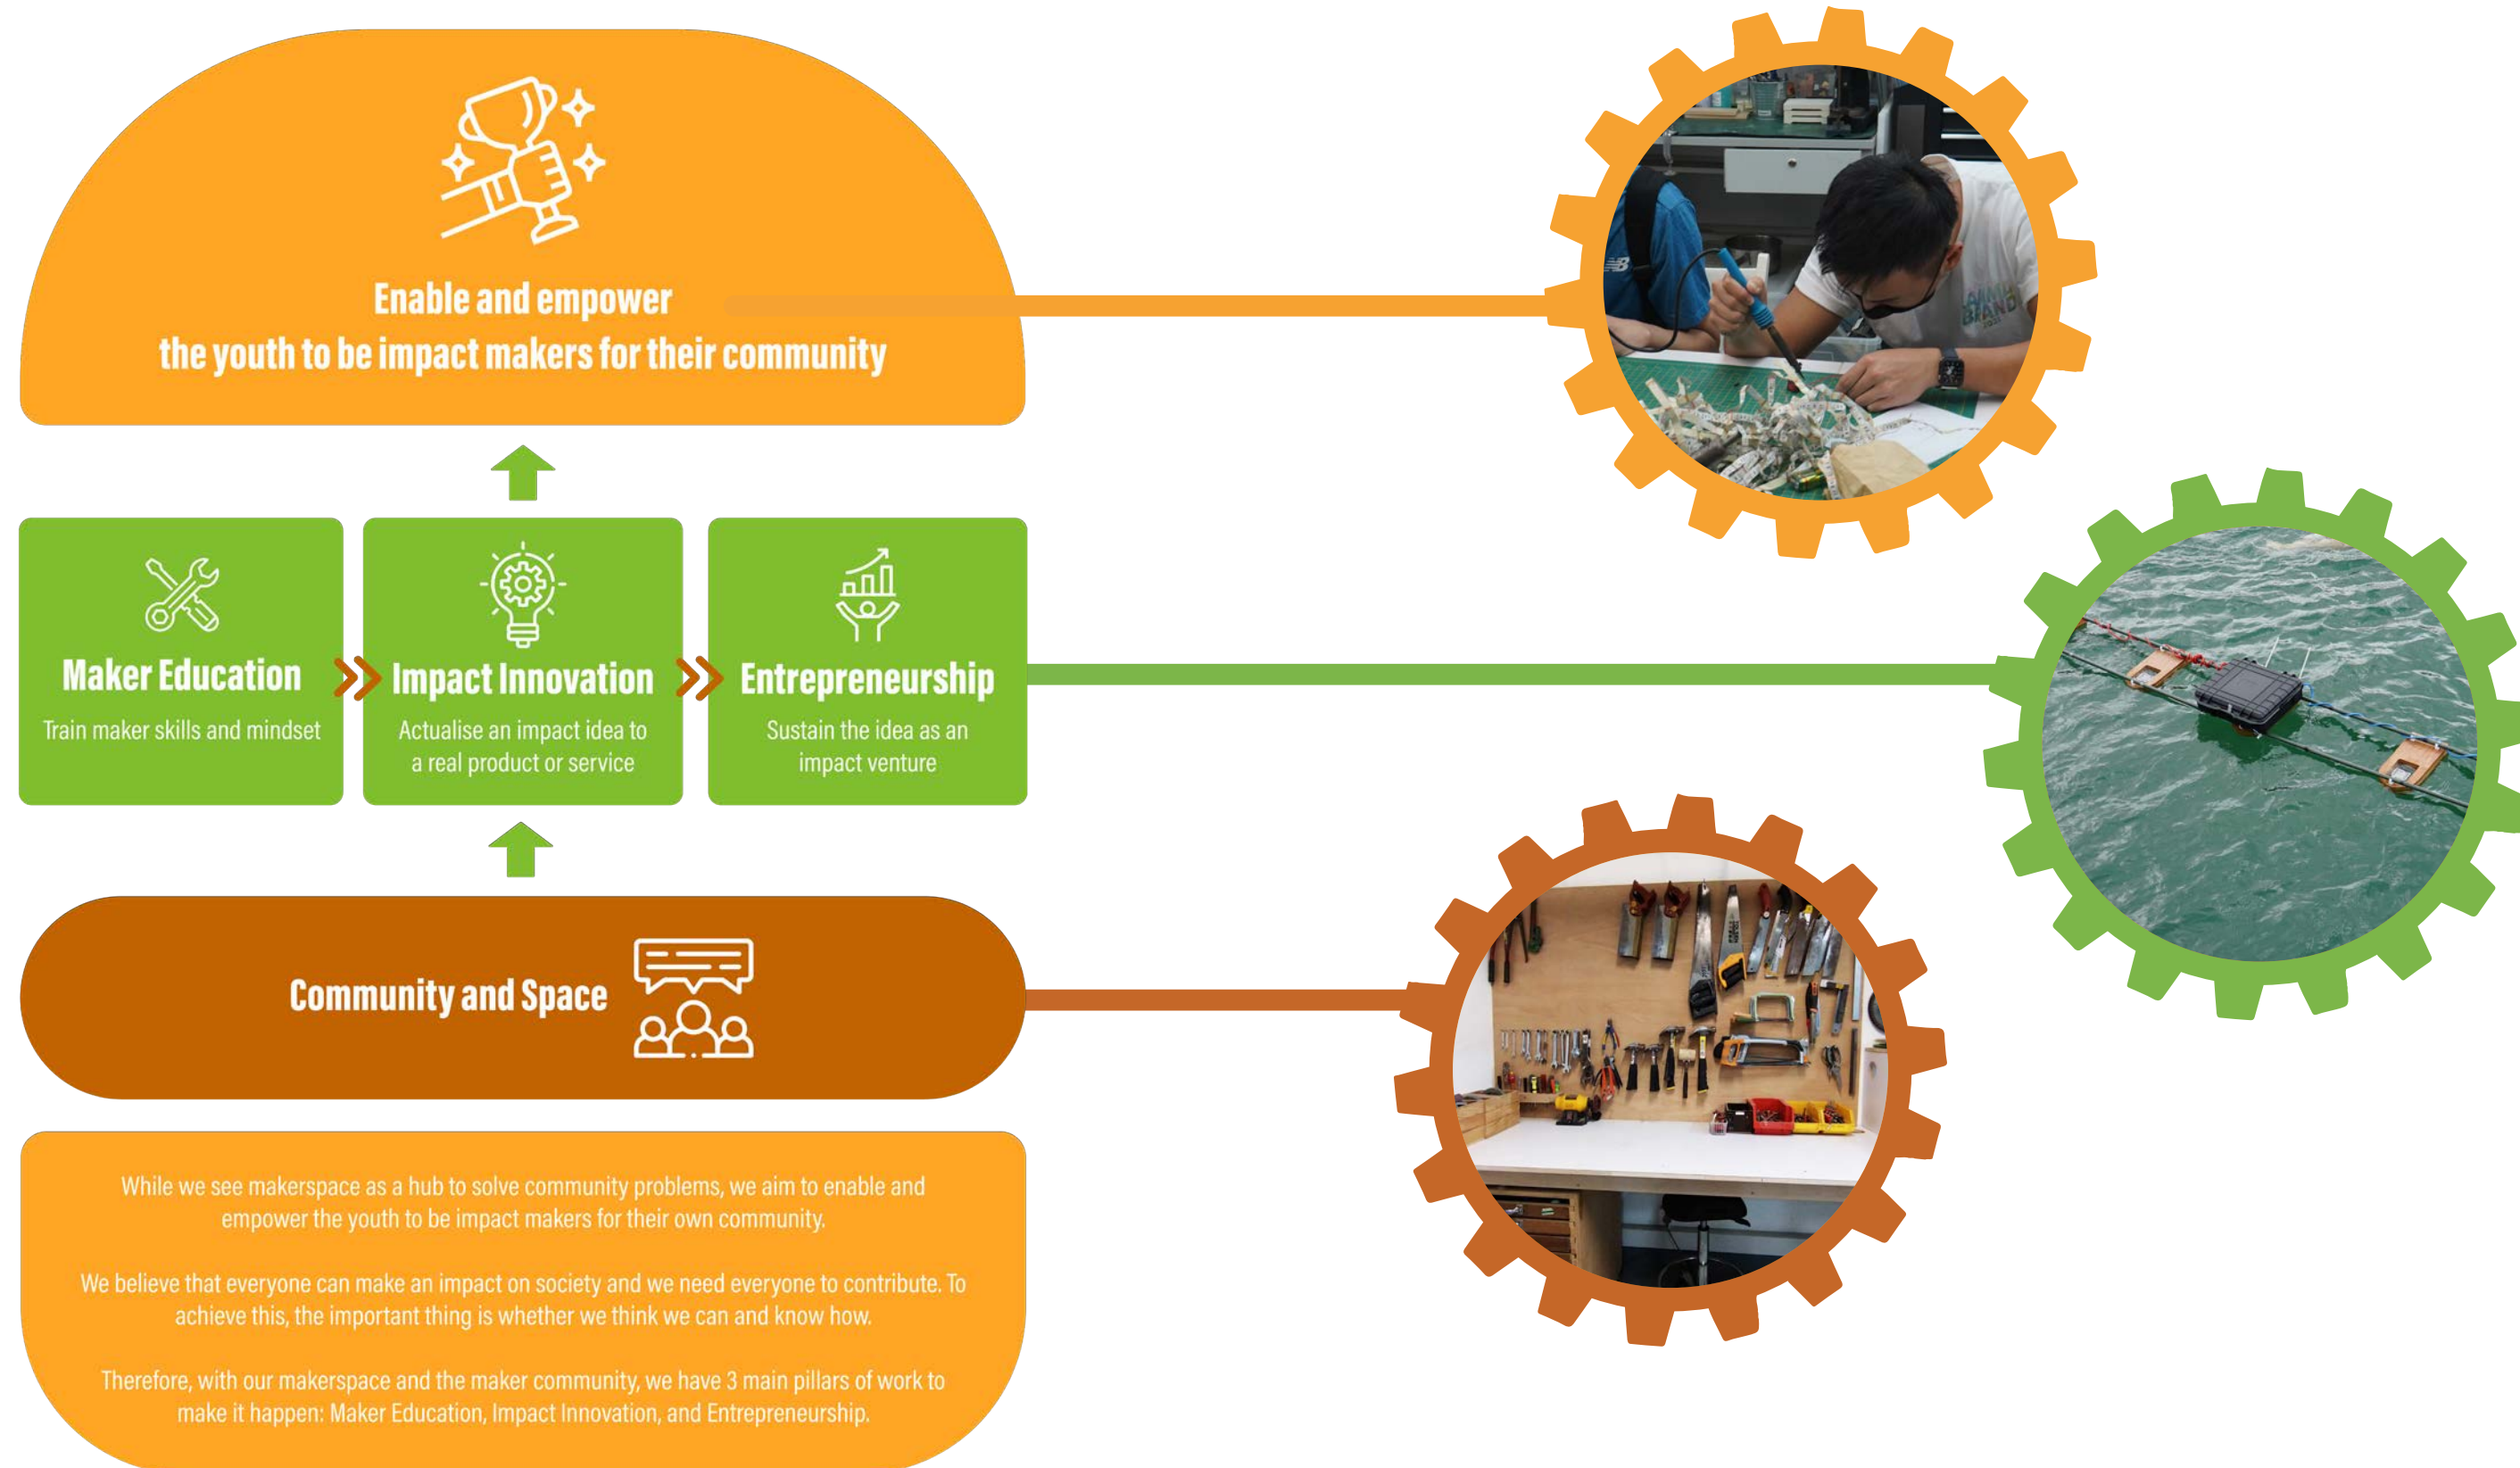 Enable and empower
the youth to be impact makers for their community
Maker Education
Train maker skills and mindset
Impact Innovation
Actualise an impact idea to
a real product or service
Entrepreneurship
Sustain the idea as an
impact venture
Community and Space
While we see makerspace as a hub to solve community problems, we aim to enable and
empower the youth to be impact makers for their own community.
We believe that everyone can make an impact on society and we need everyone to contribute. To
achieve this, the important thing is whether we think we can and know how.
Therefore, with our makerspace and the maker community, we have 3 main pillars of work to
make it happen: Maker Education, Impact Innovation, and Entrepreneurship.
NB
BRAND